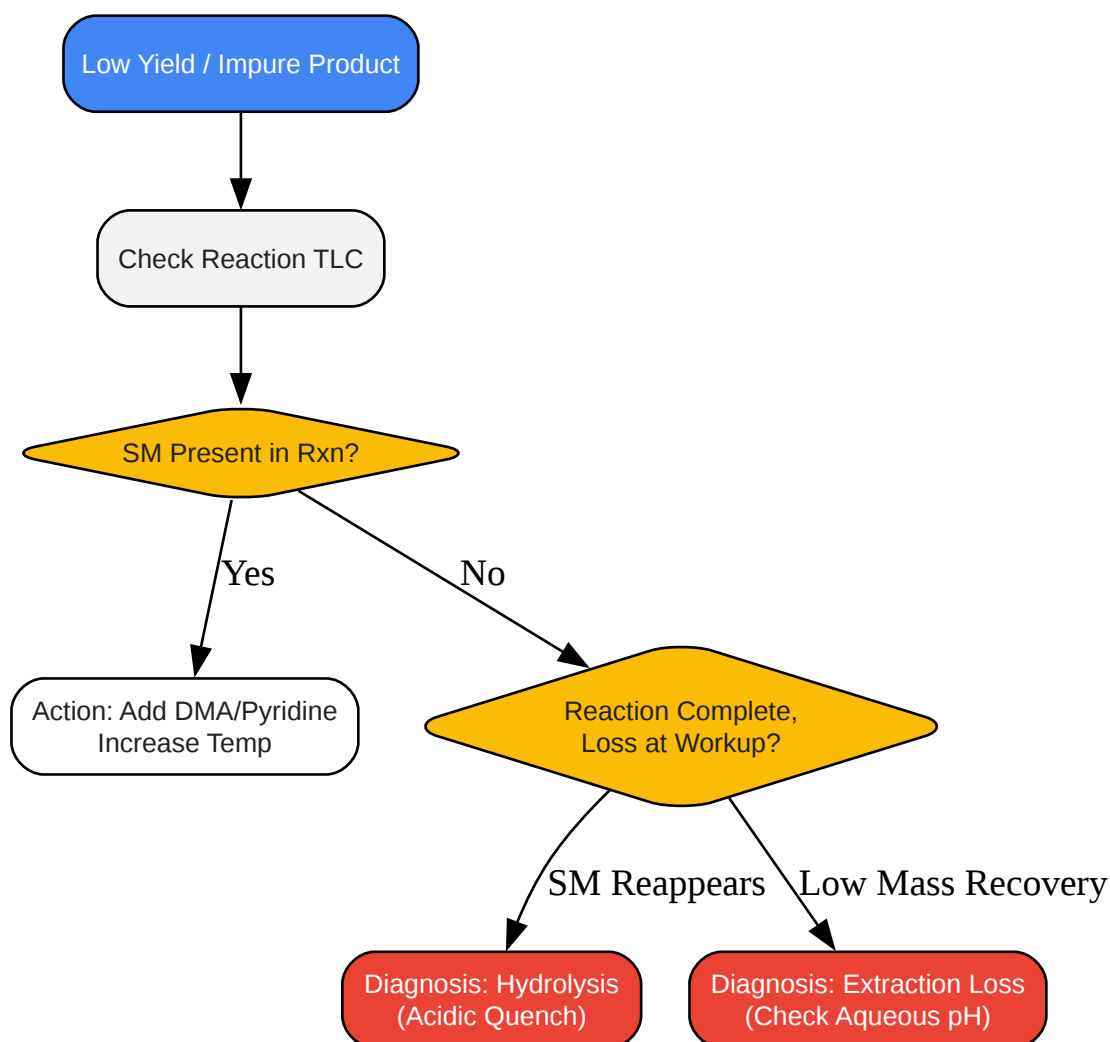 Low Yield / Impure Product
Check Reaction TLC
SM Present in Rxn?
Yes
No
Action: Add DMA/Pyridine
Increase Temp
Reaction Complete,
Loss at Workup?
SM Reappears
Low Mass Recovery
Diagnosis: Hydrolysis
(Acidic Quench)
Diagnosis: Extraction Loss
(Check Aqueous pH)